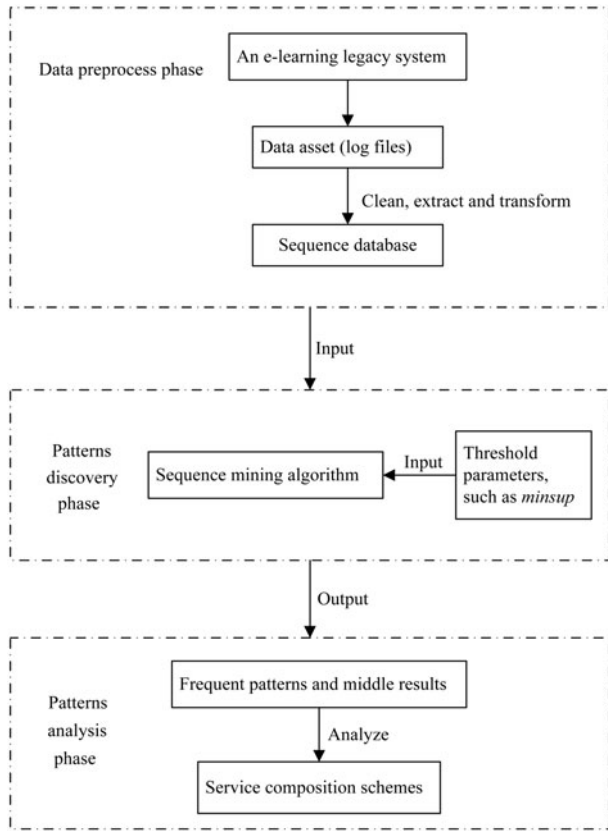 Data preprocess phase
An e-learning legacy system
Data asset (log files)
Clean, extract and transform
Sequence database
Input
Patterns
discovery
phase
Sequence mining algorithm
Input
Threshold
parameters,
such as minsup
Output
Patterns
analysis
phase
Frequent patterns and middle results
Analyze
Service composition schemes